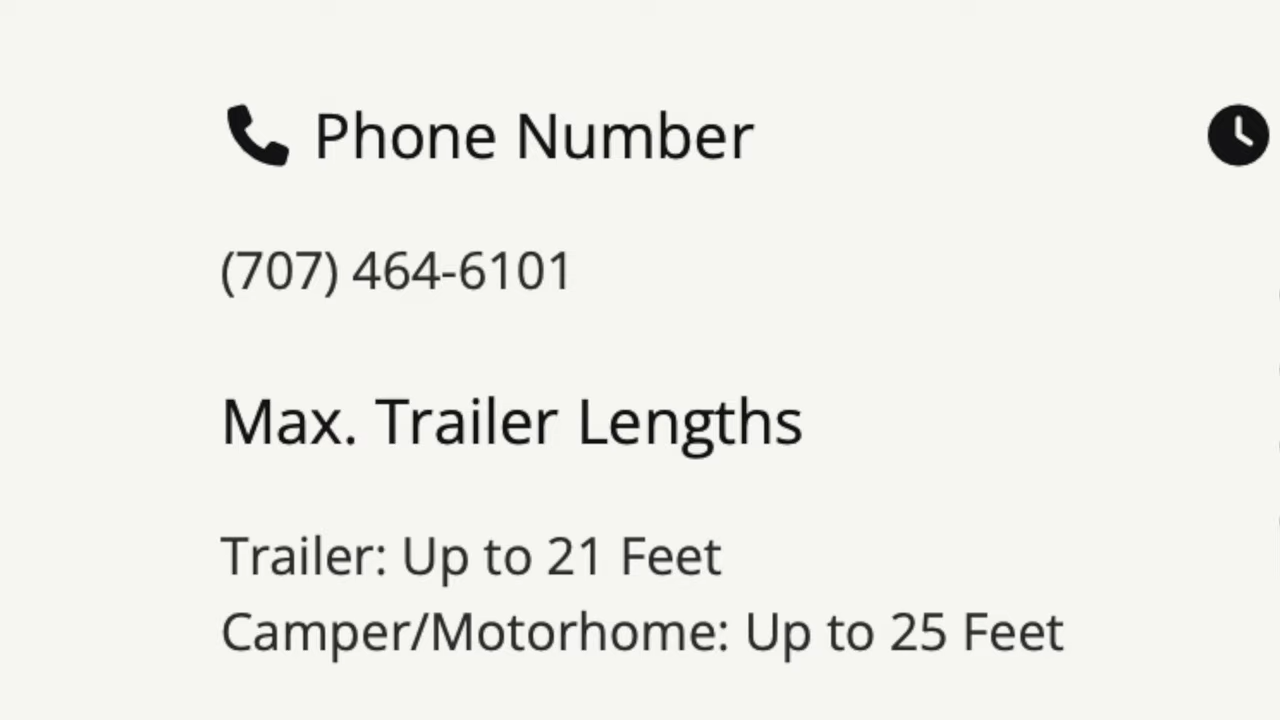 Phone Number
(707) 464-6101
Max. Trailer Lengths
Trailer: Up to 21 Feet
Camper/Motorhome: Up to 25 Feet